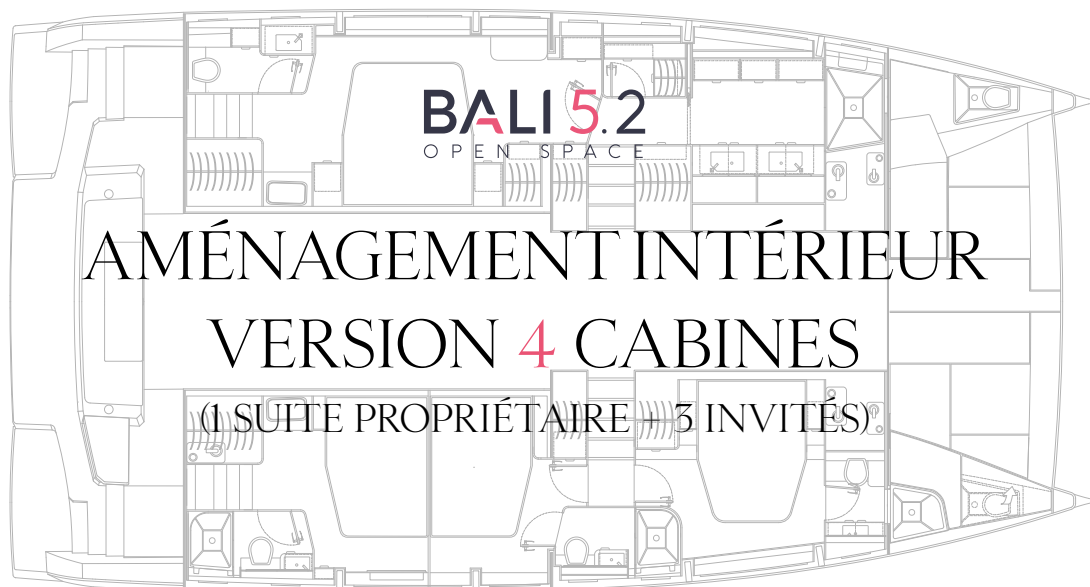 BALI 5.2
OPEN SPACE
AMÉNAGEMENT INTÉRIEUR
VERSION 4 CABINES
(1 SUITE PROPRIÉTAIRE + 3 INVITÉS)